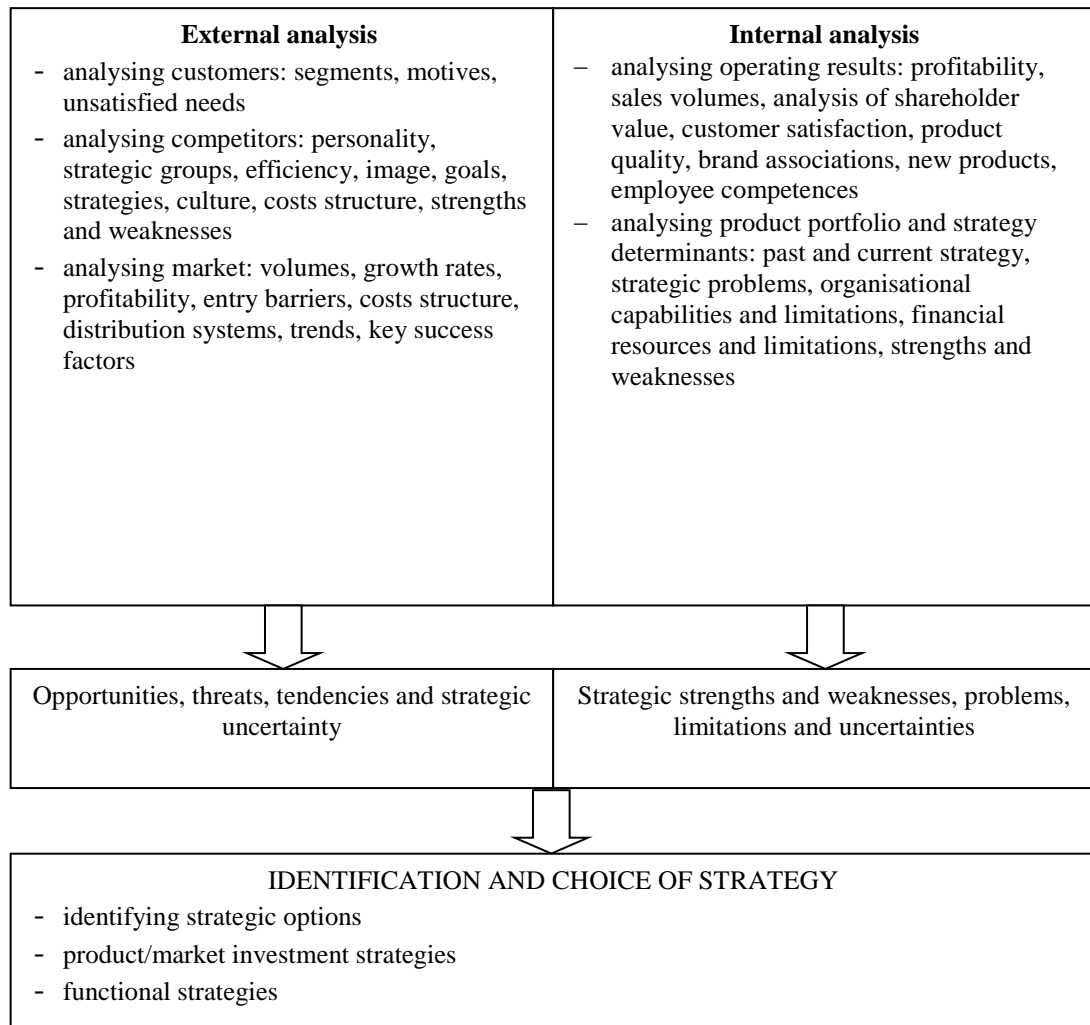 External analysis
- analysing customers: segments, motives,
unsatisfied needs
- analysing competitors: personality,
strategic groups, efficiency, image, goals,
strategies, culture, costs structure, strengths
and weaknesses
- analysing market: volumes, growth rates,
profitability, entry barriers, costs structure,
distribution systems, trends, key success
factors
Internal analysis
– analysing operating results: profitability,
sales volumes, analysis of shareholder
value, customer satisfaction, product
quality, brand associations, new products,
employee competences
– analysing product portfolio and strategy
determinants: past and current strategy,
strategic problems, organisational
capabilities and limitations, financial
resources and limitations, strengths and
weaknesses
Opportunities, threats, tendencies and strategic
uncertainty
Strategic strengths and weaknesses, problems,
limitations and uncertainties
IDENTIFICATION AND CHOICE OF STRATEGY
- identifying strategic options
- product/market investment strategies
- functional strategies